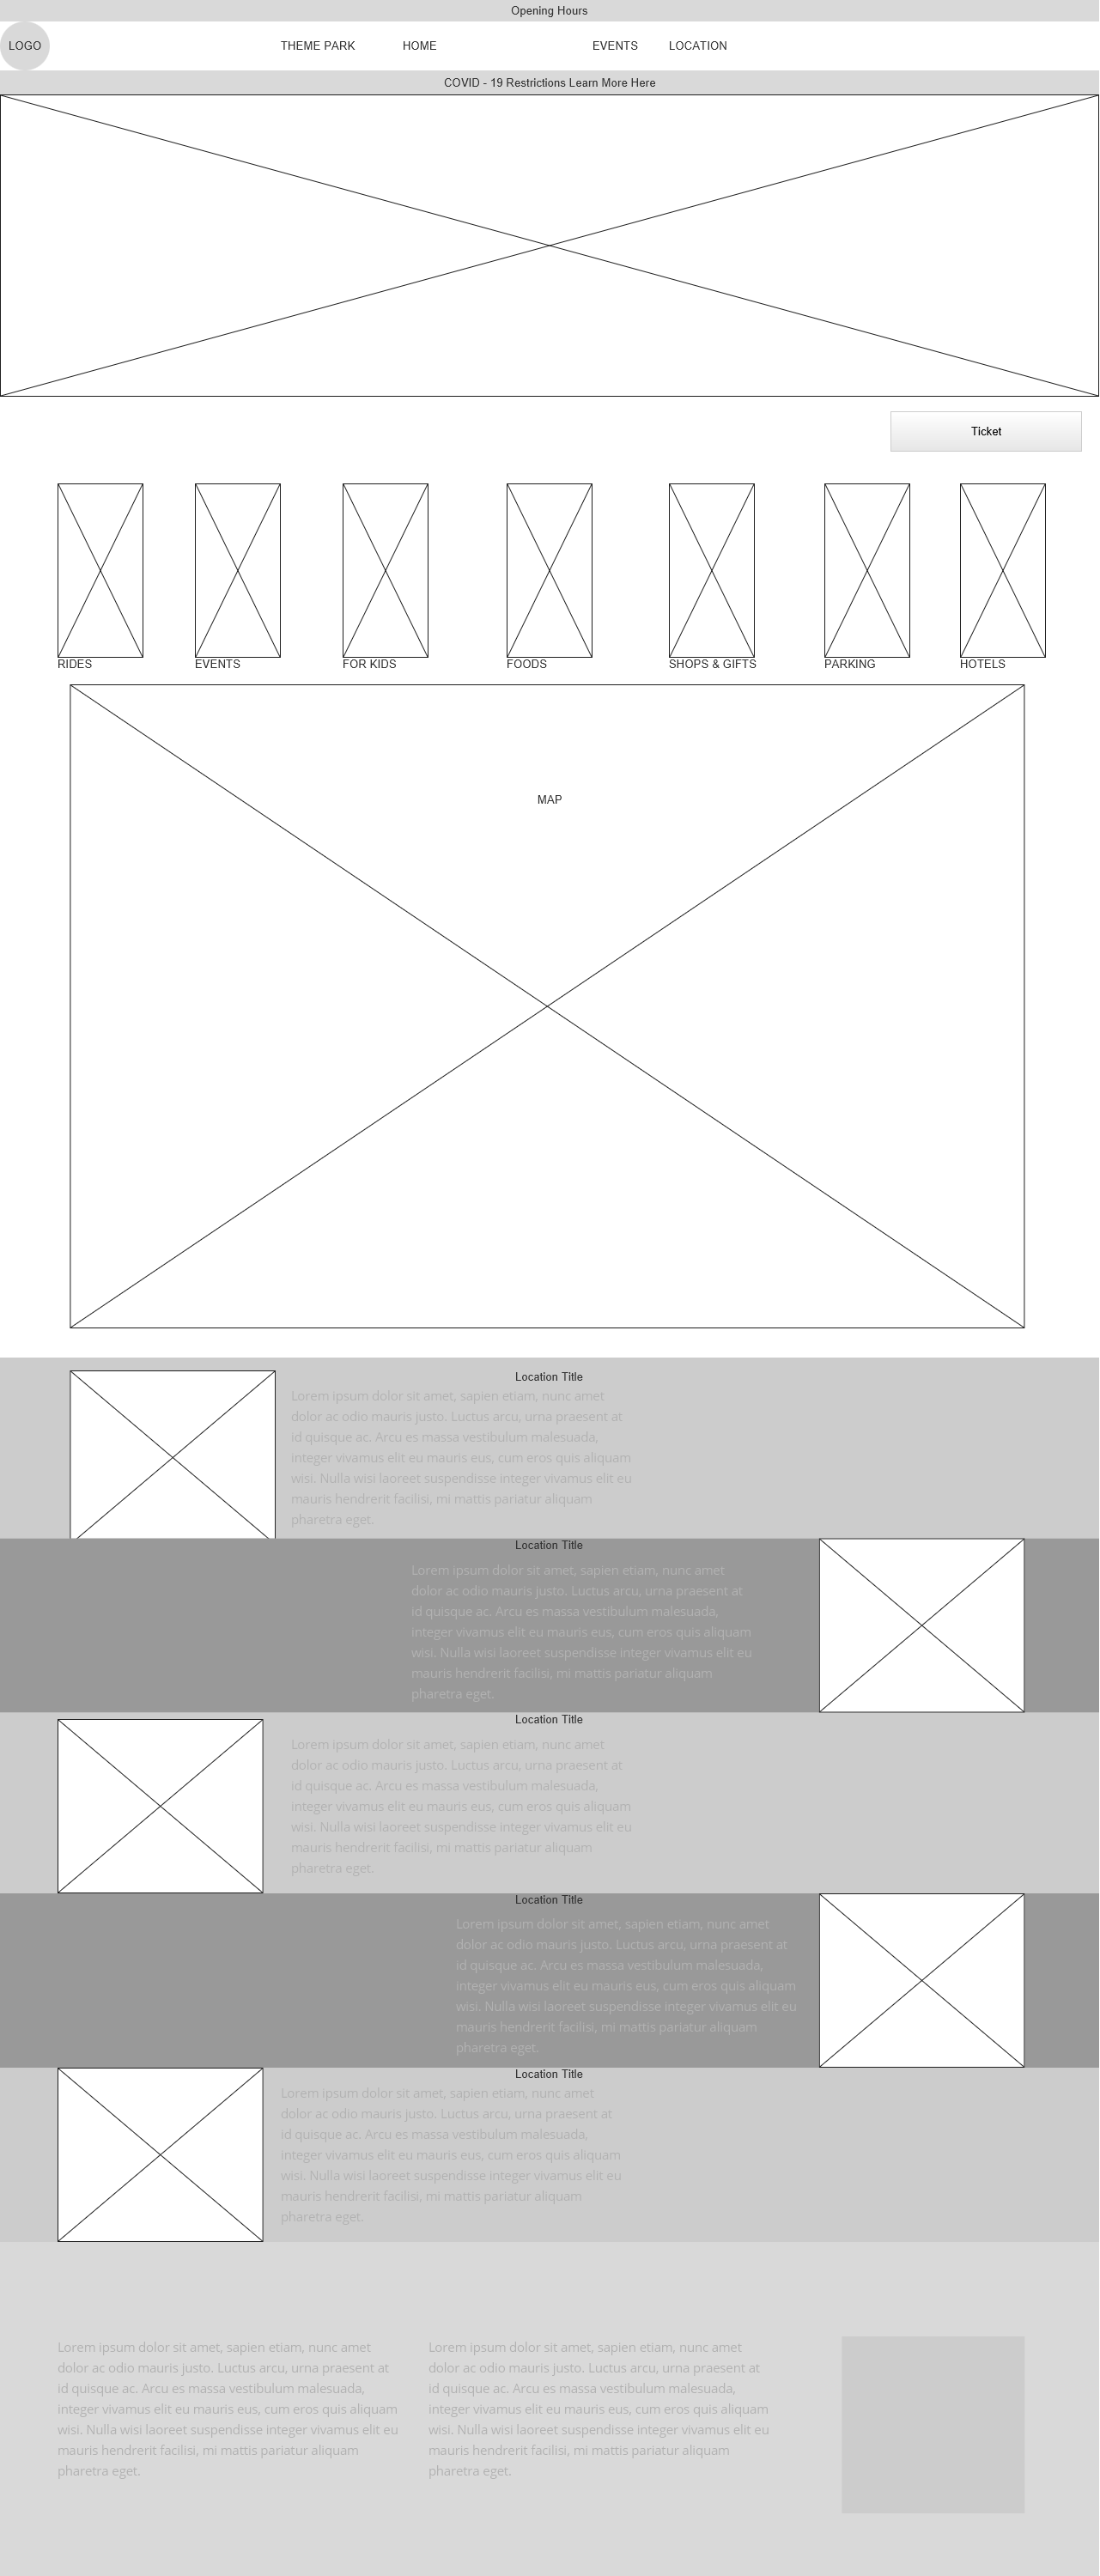 Opening Hours
LOGO
THEME PARK
HOME
EVENTS
LOCATION
COVID - 19 Restrictions Learn More Here
Ticket
RIDES
EVENTS
FOR KIDS
FOODS
SHOPS & GIFTS
PARKING
HOTELS
MAP
Location Title
Lorem ipsum dolor sit amet, sapien etiam, nunc amet
dolor ac odio mauris justo. Luctus arcu, urna praesent at
id quisque ac. Arcu es massa vestibulum malesuada,
integer vivamus elit eu mauris eus, cum eros quis aliquam
wisi. Nulla wisi laoreet suspendisse integer vivamus elit eu
mauris hendrerit facilisi, mi mattis pariatur aliquam
pharetra eget.
Location Title
Lorem ipsum dolor sit amet, sapien etiam, nunc amet
dolor ac odio mauris justo. Luctus arcu, urna praesent at
id quisque ac. Arcu es massa vestibulum malesuada,
integer vivamus elit eu mauris eus, cum eros quis aliquam
wisi. Nulla wisi laoreet suspendisse integer vivamus elit eu
mauris hendrerit facilisi, mi mattis pariatur aliquam
pharetra eget.
Location Title
Lorem ipsum dolor sit amet, sapien etiam, nunc amet
dolor ac odio mauris justo. Luctus arcu, urna praesent at
id quisque ac. Arcu es massa vestibulum malesuada,
integer vivamus elit eu mauris eus, cum eros quis aliquam
wisi. Nulla wisi laoreet suspendisse integer vivamus elit eu
mauris hendrerit facilisi, mi mattis pariatur aliquam
pharetra eget.
Location Title
Lorem ipsum dolor sit amet, sapien etiam, nunc amet
dolor ac odio mauris justo. Luctus arcu, urna praesent at
id quisque ac. Arcu es massa vestibulum malesuada,
integer vivamus elit eu mauris eus, cum eros quis aliquam
wisi. Nulla wisi laoreet suspendisse integer vivamus elit eu
mauris hendrerit facilisi, mi mattis pariatur aliquam
pharetra eget.
Location Title
Lorem ipsum dolor sit amet, sapien etiam, nunc amet
dolor ac odio mauris justo. Luctus arcu, urna praesent at
id quisque ac. Arcu es massa vestibulum malesuada,
integer vivamus elit eu mauris eus, cum eros quis aliquam
wisi. Nulla wisi laoreet suspendisse integer vivamus elit eu
mauris hendrerit facilisi, mi mattis pariatur aliquam
pharetra eget.
Lorem ipsum dolor sit amet, sapien etiam, nunc amet
dolor ac odio mauris justo. Luctus arcu, urna praesent at
id quisque ac. Arcu es massa vestibulum malesuada,
integer vivamus elit eu mauris eus, cum eros quis aliquam
wisi. Nulla wisi laoreet suspendisse integer vivamus elit eu
mauris hendrerit facilisi, mi mattis pariatur aliquam
pharetra eget.
Lorem ipsum dolor sit amet, sapien etiam, nunc amet
dolor ac odio mauris justo. Luctus arcu, urna praesent at
id quisque ac. Arcu es massa vestibulum malesuada,
integer vivamus elit eu mauris eus, cum eros quis aliquam
wisi. Nulla wisi laoreet suspendisse integer vivamus elit eu
mauris hendrerit facilisi, mi mattis pariatur aliquam
pharetra eget.